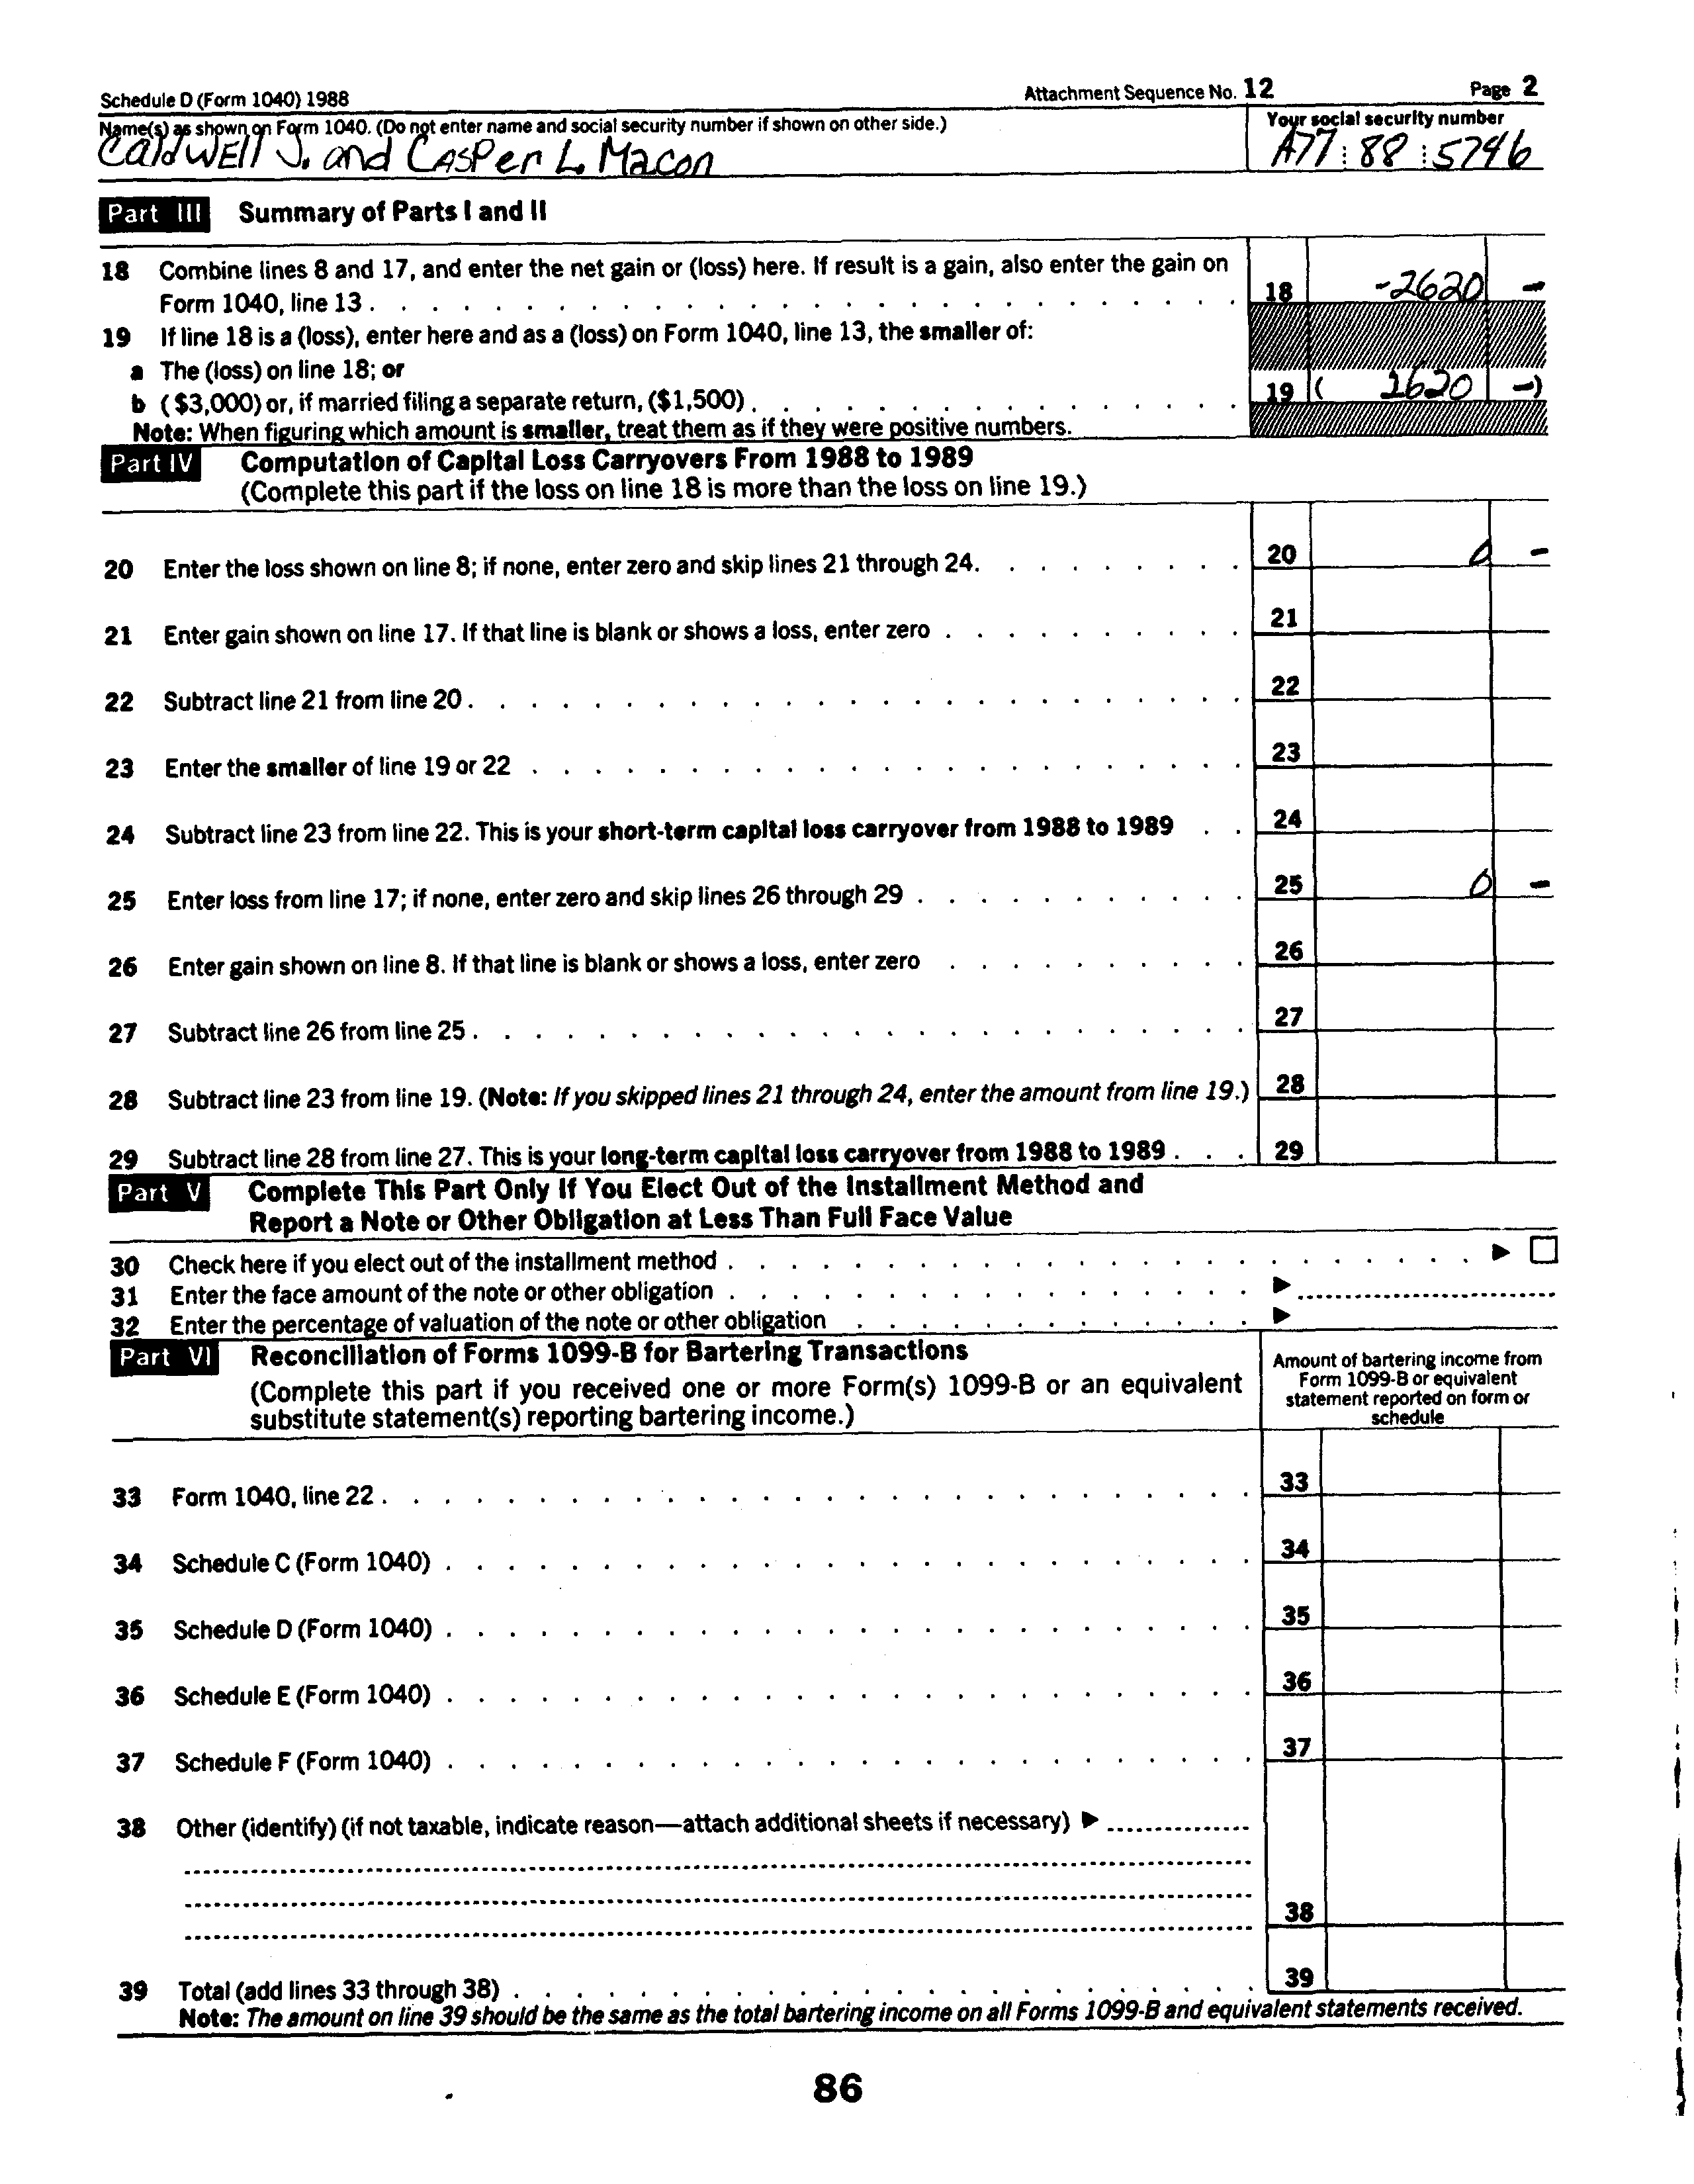 Schedule D (Form 1040) 1988 Attachment Sequence No. 12 Page 2
Name(s) as shown on Form 1040. (Do not enter name and social security number if shown on other side.) Your social security number
CaldWEll J. and CASPer L. Macon A77:88:5746
Part III Summary of Parts I and II
18 Combine lines 8 and 17, and enter the net gain or (loss) here. If result is a gain, also enter the gain on
Form 1040, line 13 . . . 18 -2620 -
19 If line 18 is a (loss), enter here and as a (loss) on Form 1040, line 13, the smaller of:
a The (loss) on line 18; or
b ($3,000) or, if married filing a separate return, ($1,500) . . . 19 ( 2620 -)
Note: When figuring which amount is smaller, treat them as if they were positive numbers.
Part IV Computation of Capital Loss Carryovers From 1988 to 1989
(Complete this part if the loss on line 18 is more than the loss on line 19.)
20 Enter the loss shown on line 8; if none, enter zero and skip lines 21 through 24. . . . 20 0 -
21 Enter gain shown on line 17. If that line is blank or shows a loss, enter zero . . . 21
22 Subtract line 21 from line 20 . . . 22
23 Enter the smaller of line 19 or 22 . . . 23
24 Subtract line 23 from line 22. This is your short-term capital loss carryover from 1988 to 1989 . . 24
25 Enter loss from line 17; if none, enter zero and skip lines 26 through 29 . . . 25 0 -
26 Enter gain shown on line 8. If that line is blank or shows a loss, enter zero . . . 26
27 Subtract line 26 from line 25 . . . 27
28 Subtract line 23 from line 19. (Note: If you skipped lines 21 through 24, enter the amount from line 19.) 28
29 Subtract line 28 from line 27. This is your long-term capital loss carryover from 1988 to 1989 . . . 29
Part V Complete This Part Only If You Elect Out of the Installment Method and
Report a Note or Other Obligation at Less Than Full Face Value
30 Check here if you elect out of the installment method . . . ▶ ☐
31 Enter the face amount of the note or other obligation . . . ▶
32 Enter the percentage of valuation of the note or other obligation . . . ▶
Part VI Reconciliation of Forms 1099-B for Bartering Transactions
(Complete this part if you received one or more Form(s) 1099-B or an equivalent
substitute statement(s) reporting bartering income.)
Amount of bartering income from
Form 1099-B or equivalent
statement reported on form or
schedule
33 Form 1040, line 22 . . . 33
34 Schedule C (Form 1040) . . . 34
35 Schedule D (Form 1040) . . . 35
36 Schedule E (Form 1040) . . . 36
37 Schedule F (Form 1040) . . . 37
38 Other (identify) (if not taxable, indicate reason—attach additional sheets if necessary) ▶
38
39 Total (add lines 33 through 38) . . . 39
Note: The amount on line 39 should be the same as the total bartering income on all Forms 1099-B and equivalent statements received.
86